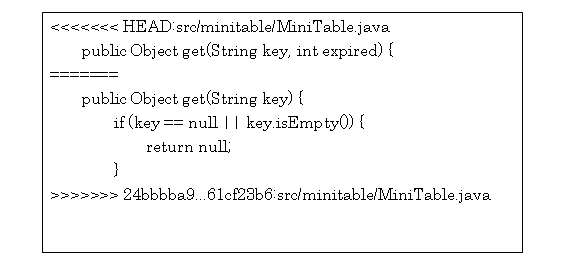 <<<<<<< HEAD:src/minitable/MiniTable.java
public Object get(String key, int expired) {
=======
public Object get(String key) {
if (key == null || key.isEmpty()) {
return null;
}
>>>>>>> 24bbbba9...61cf23b6:src/minitable/MiniTable.java